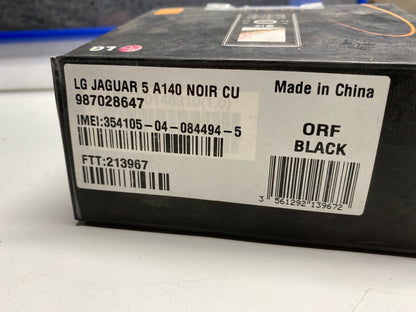 LG
LG JAGUAR 5 A140 NOIR CU
987028647
IMEI:354105-04-084494-5
FTT:213967
Made in China
ORF
BLACK
3 561292 139672